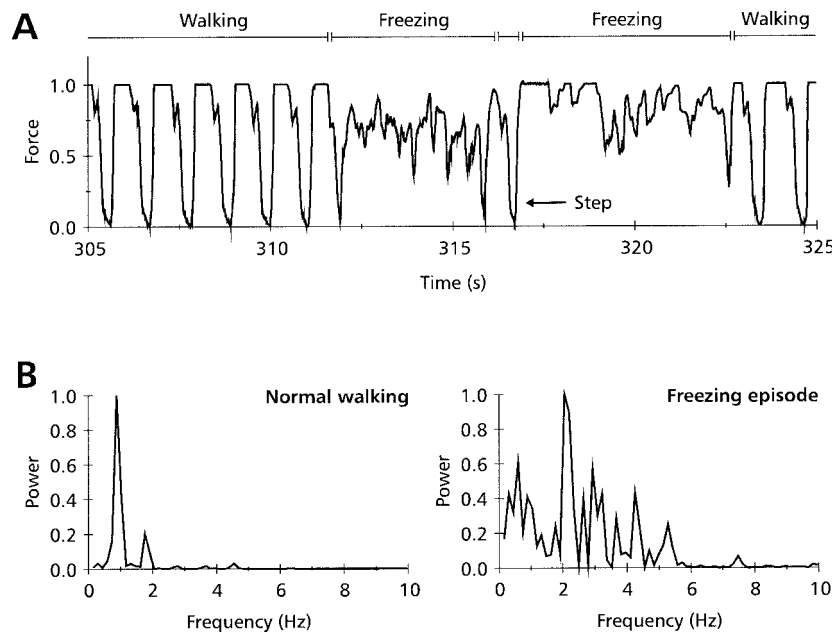 A
Walking Freezing Freezing Walking
Force
1.0
0.5
0.0
Step
305 310 315 320 325
Time (s)
B
Normal walking
Power
1.0
0.8
0.6
0.4
0.2
0.0
0 2 4 6 8 10
Frequency (Hz)
Freezing episode
Power
1.0
0.8
0.6
0.4
0.2
0.0
0 2 4 6 8 10
Frequency (Hz)